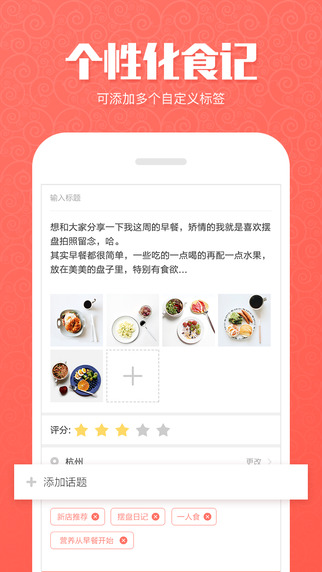 个性化食记
可添加多个自定义标签
输入标题
想和大家分享一下我这周的早餐，矫情的我就是喜欢摆
盘拍照留念，哈。
其实早餐都很简单，一些吃的一点喝的再配一点水果，
放在美美的盘子里，特别有食欲...
评分:
杭州 更改
添加话题
新店推荐 摆盘日记 一人食
营养从早餐开始